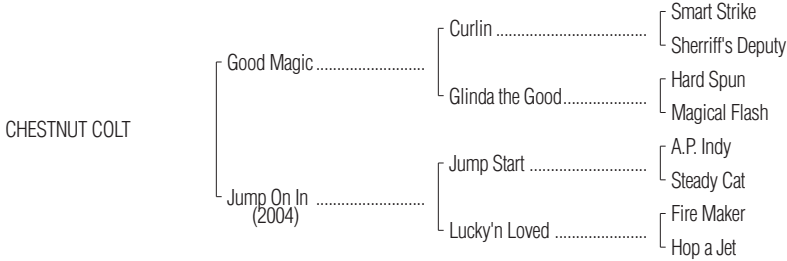 Smart Strike
Curlin ....................................
Sherriff's Deputy
Good Magic ..........................
Hard Spun
Glinda the Good....................
Magical Flash
CHESTNUT COLT
A.P. Indy
Jump Start ............................
Steady Cat
Jump On In ..........................
(2004)
Fire Maker
Lucky'n Loved ......................
Hop a Jet